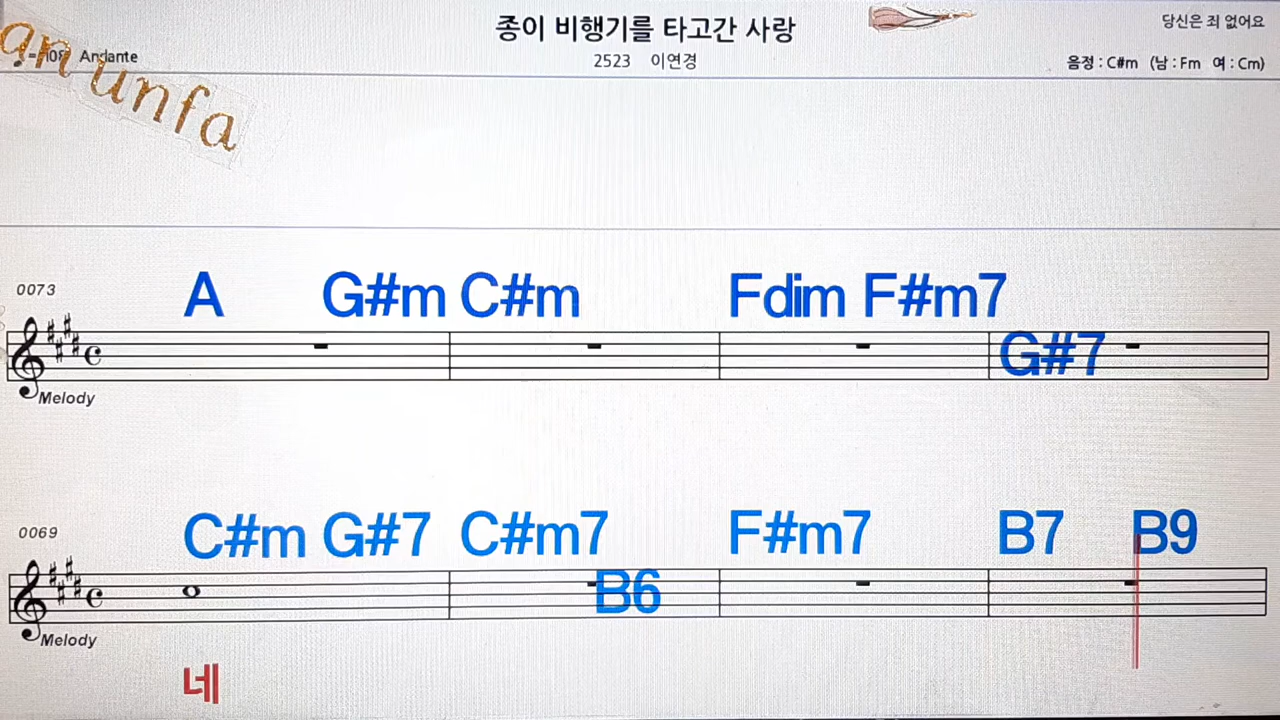 종이 비행기를 타고간 사랑
당신은 죄 없어요
an unfa
Andante
2523 이연경
음정 : C#m (남 : Fm 여 : Cm)
0073
A G#m C#m Fdim F#m7
G#7
Melody
0069
C#m G#7 C#m7 F#m7 B7 B9
B6
Melody
네